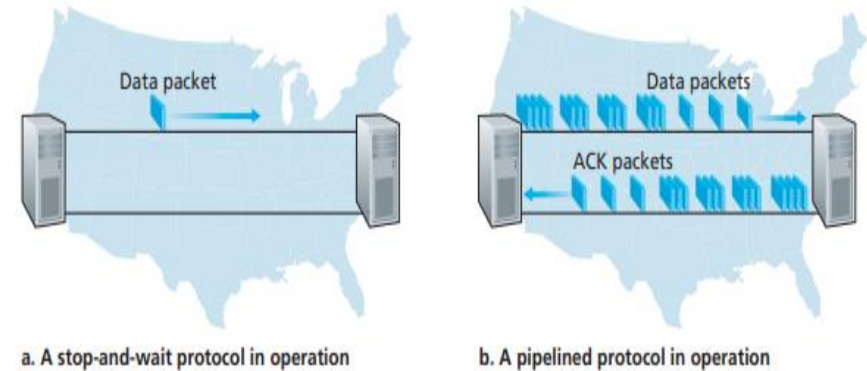 Data packet
Data packets
ACK packets
a. A stop-and-wait protocol in operation
b. A pipelined protocol in operation